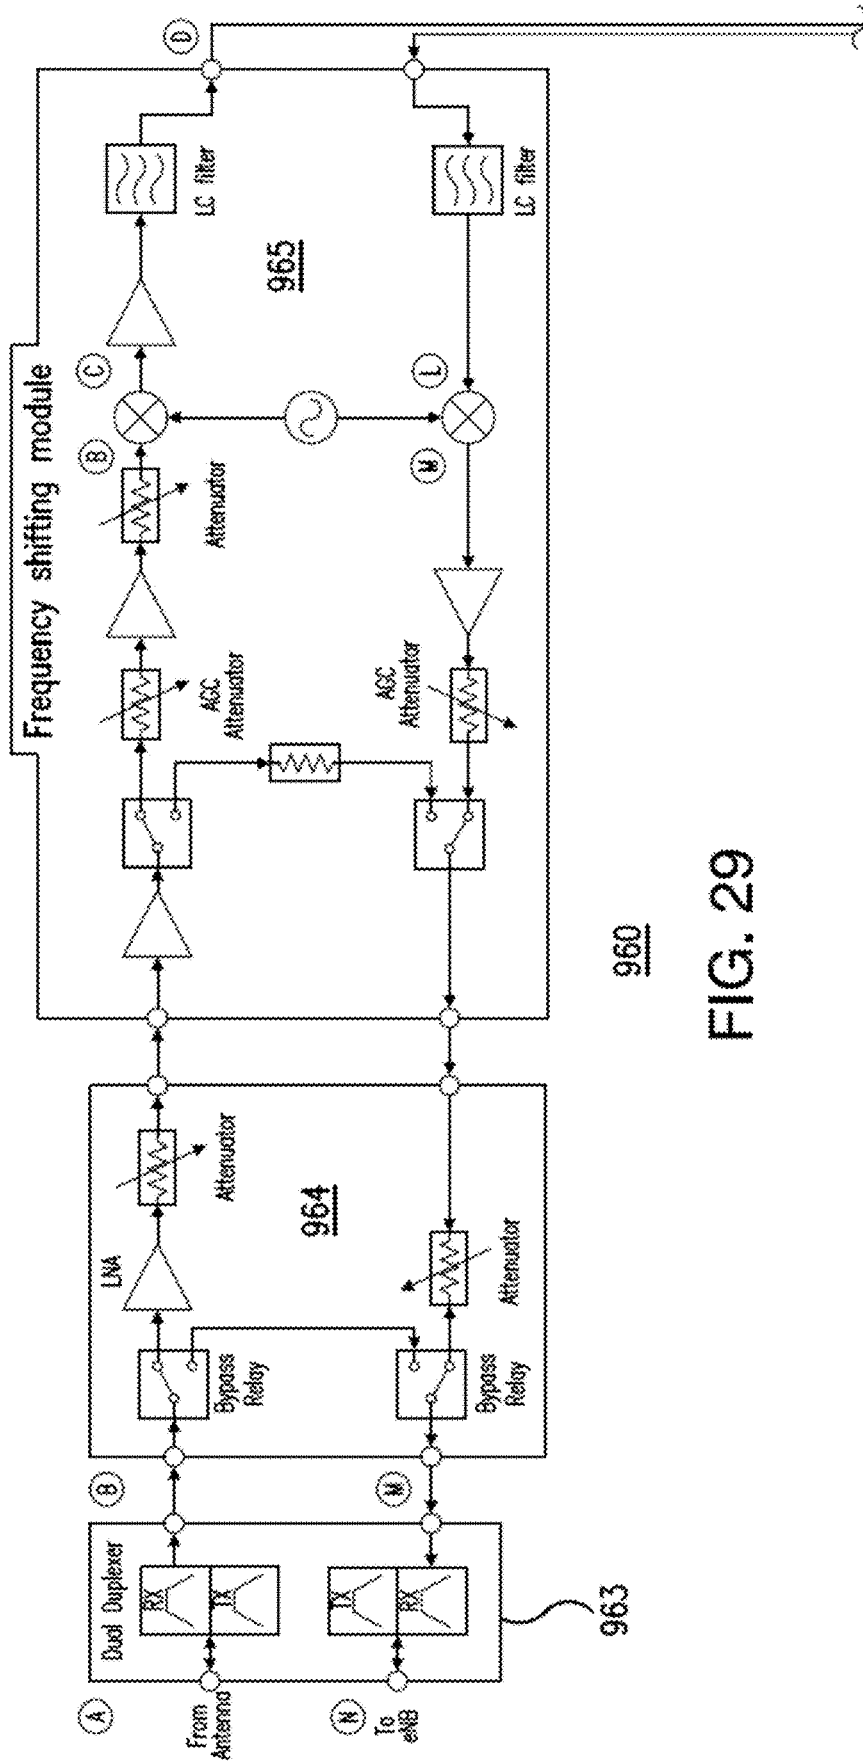 A
From
Antenna
N
To
eNB
Dual Duplexer
RX
TX
TX
RX
963
B
M
Bypass
Relay
LNA
Attenuator
964
Bypass
Relay
Attenuator
Frequency shifting module
AGC
Attenuator
Attenuator
B
C
LC filter
D
965
AGC
Attenuator
M
L
LC filter
960
FIG. 29